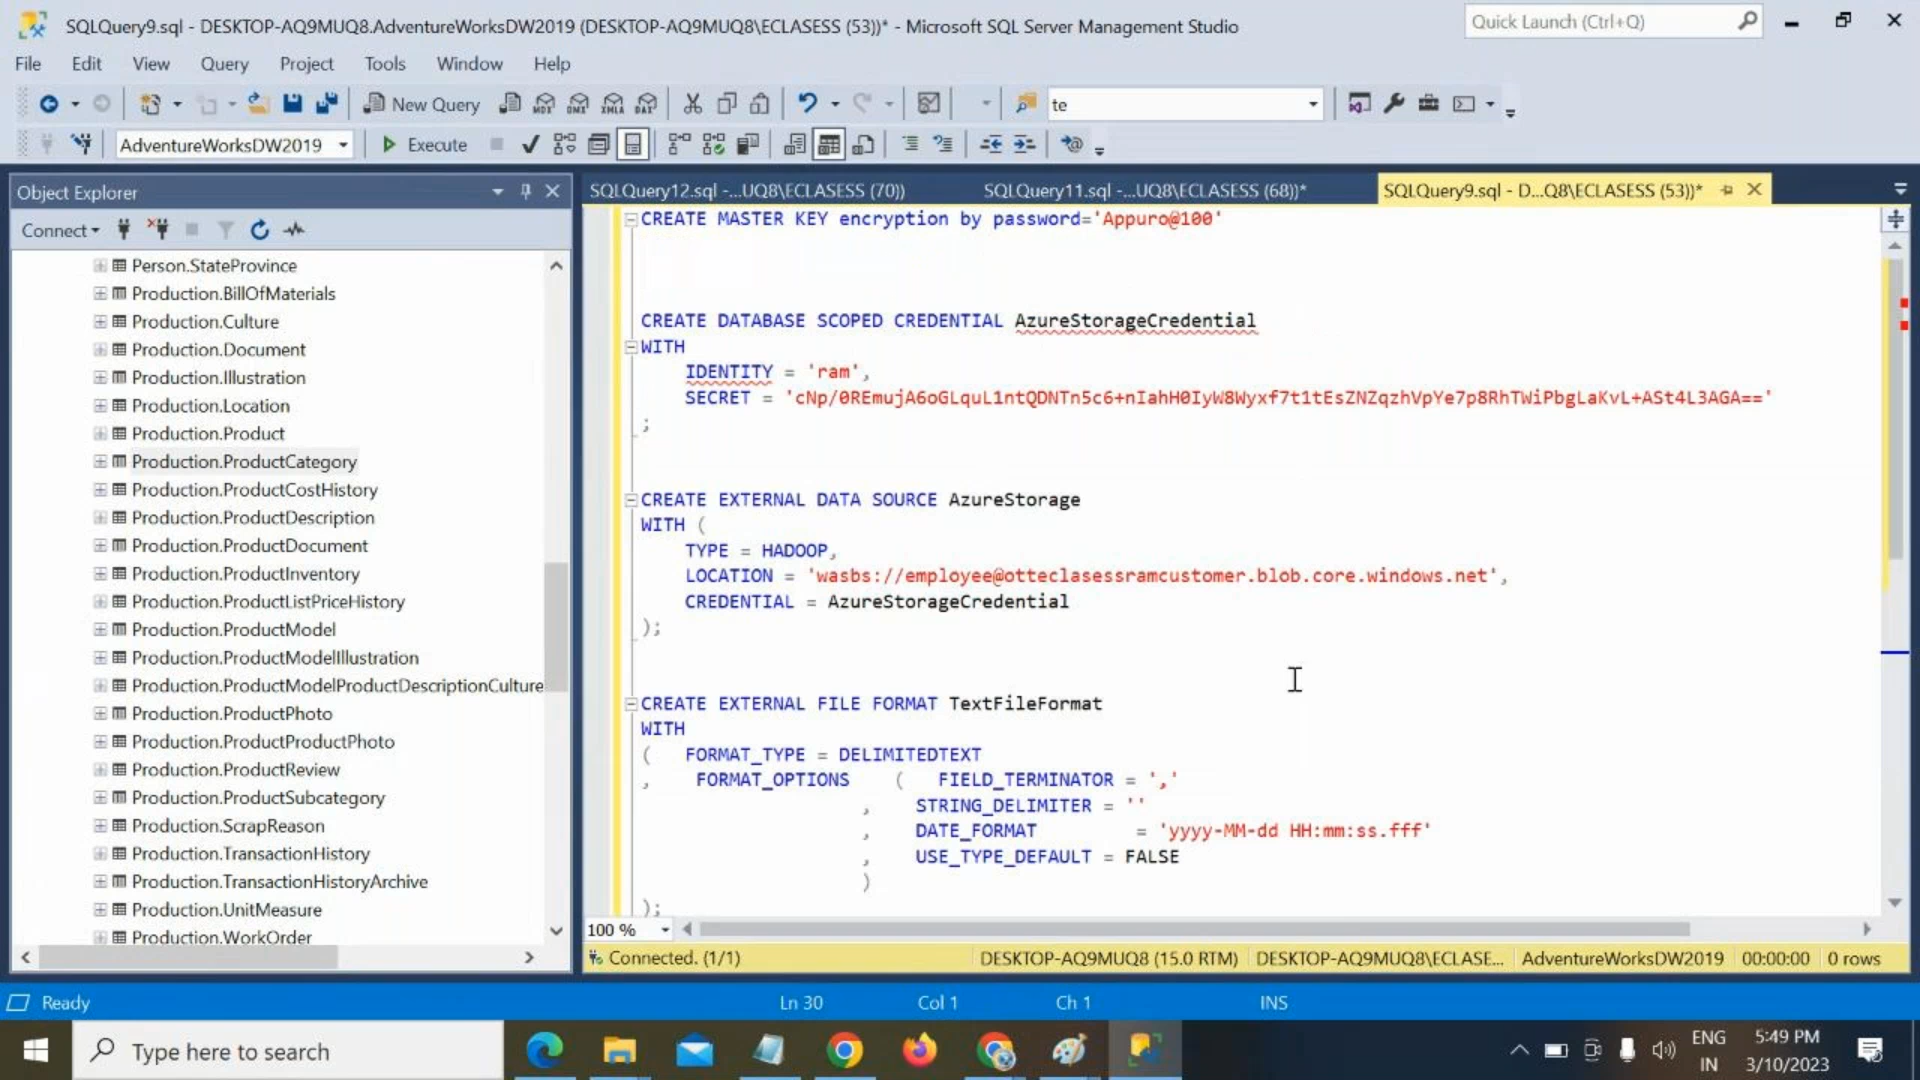 SQLQuery9.sql - DESKTOP-AQ9MUQ8.AdventureWorksDW2019 (DESKTOP-AQ9MUQ8\ECLASESS (53))* - Microsoft SQL Server Management Studio
Quick Launch (Ctrl+Q)
File Edit View Query Project Tools Window Help
New Query
MDX DMX XMLA DAX
te
AdventureWorksDW2019
Execute
Object Explorer
SQLQuery12.sql -...UQ8\ECLASESS (70))
SQLQuery11.sql -...UQ8\ECLASESS (68))*
SQLQuery9.sql - D...Q8\ECLASESS (53))*
Connect
Person.StateProvince
Production.BillOfMaterials
Production.Culture
Production.Document
Production.Illustration
Production.Location
Production.Product
Production.ProductCategory
Production.ProductCostHistory
Production.ProductDescription
Production.ProductDocument
Production.ProductInventory
Production.ProductListPriceHistory
Production.ProductModel
Production.ProductModelIllustration
Production.ProductModelProductDescriptionCulture
Production.ProductPhoto
Production.ProductProductPhoto
Production.ProductReview
Production.ProductSubcategory
Production.ScrapReason
Production.TransactionHistory
Production.TransactionHistoryArchive
Production.UnitMeasure
Production.WorkOrder
CREATE MASTER KEY encryption by password='Appuro@100'
CREATE DATABASE SCOPED CREDENTIAL AzureStorageCredential
WITH
IDENTITY = 'ram',
SECRET = 'cNp/0REmujA6oGLquL1ntQDNTn5c6+nIahH0IyW8Wyxf7t1tEsZNZqzhVpYe7p8RhTWiPbgLaKvL+ASt4L3AGA=='
;
CREATE EXTERNAL DATA SOURCE AzureStorage
WITH (
TYPE = HADOOP,
LOCATION = 'wasbs://employee@otteclasessramcustomer.blob.core.windows.net',
CREDENTIAL = AzureStorageCredential
);
CREATE EXTERNAL FILE FORMAT TextFileFormat
WITH
( FORMAT_TYPE = DELIMITEDTEXT
, FORMAT_OPTIONS ( FIELD_TERMINATOR = ','
, STRING_DELIMITER = ''
, DATE_FORMAT = 'yyyy-MM-dd HH:mm:ss.fff'
, USE_TYPE_DEFAULT = FALSE
)
);
100 %
Connected. (1/1)
DESKTOP-AQ9MUQ8 (15.0 RTM)
DESKTOP-AQ9MUQ8\ECLASE...
AdventureWorksDW2019
00:00:00
0 rows
Ready
Ln 30
Col 1
Ch 1
INS
Type here to search
ENG
IN
5:49 PM
3/10/2023